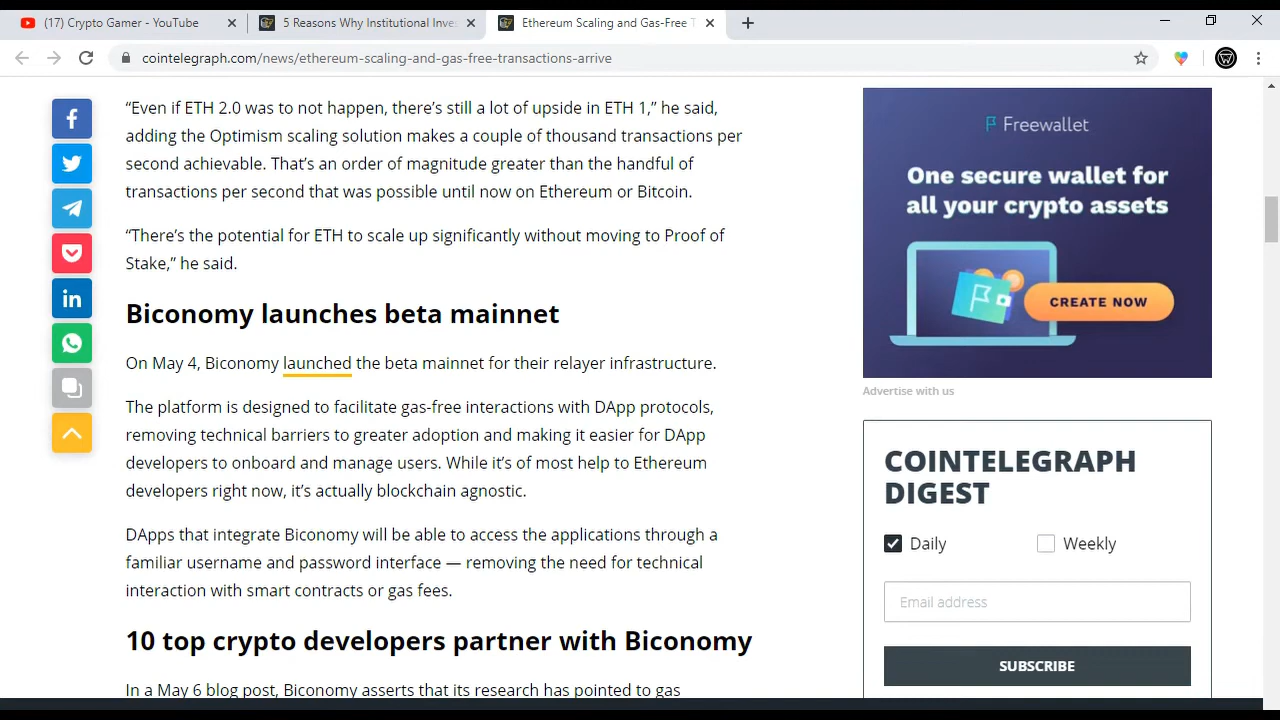 (17) Crypto Gamer - YouTube
5 Reasons Why Institutional Inve
Ethereum Scaling and Gas-Free T
cointelegraph.com/news/ethereum-scaling-and-gas-free-transactions-arrive
“Even if ETH 2.0 was to not happen, there’s still a lot of upside in ETH 1,” he said,
adding the Optimism scaling solution makes a couple of thousand transactions per
second achievable. That’s an order of magnitude greater than the handful of
transactions per second that was possible until now on Ethereum or Bitcoin.
“There’s the potential for ETH to scale up significantly without moving to Proof of
Stake,” he said.
Biconomy launches beta mainnet
On May 4, Biconomy launched the beta mainnet for their relayer infrastructure.
The platform is designed to facilitate gas-free interactions with DApp protocols,
removing technical barriers to greater adoption and making it easier for DApp
developers to onboard and manage users. While it’s of most help to Ethereum
developers right now, it’s actually blockchain agnostic.
DApps that integrate Biconomy will be able to access the applications through a
familiar username and password interface — removing the need for technical
interaction with smart contracts or gas fees.
10 top crypto developers partner with Biconomy
In a May 6 blog post, Biconomy asserts that its research has pointed to gas
Freewallet
One secure wallet for
all your crypto assets
CREATE NOW
Advertise with us
COINTELEGRAPH
DIGEST
Daily
Weekly
Email address
SUBSCRIBE